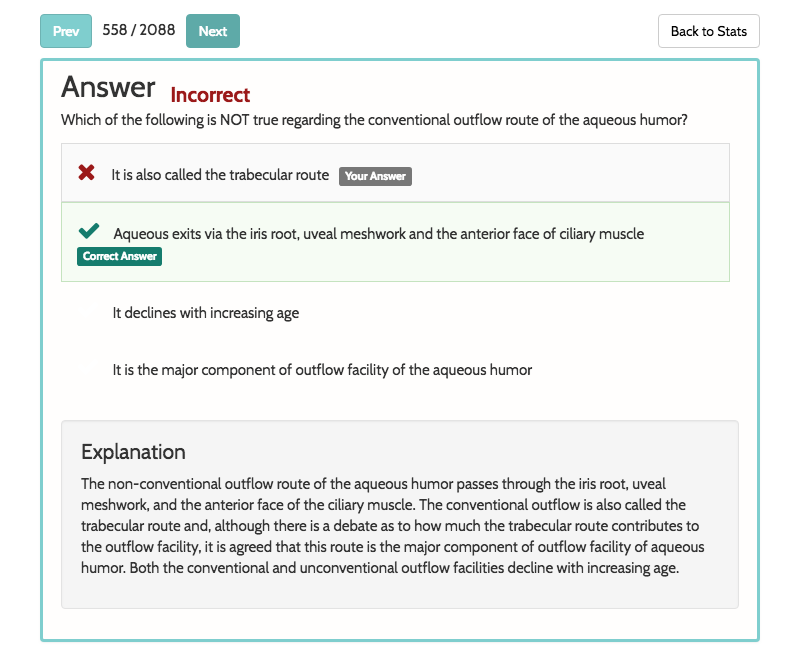 Prev 558 / 2088 Next Back to Stats
Answer Incorrect
Which of the following is NOT true regarding the conventional outflow route of the aqueous humor?
It is also called the trabecular route Your Answer
Aqueous exits via the iris root, uveal meshwork and the anterior face of ciliary muscle
Correct Answer
It declines with increasing age
It is the major component of outflow facility of the aqueous humor
Explanation
The non-conventional outflow route of the aqueous humor passes through the iris root, uveal
meshwork, and the anterior face of the ciliary muscle. The conventional outflow is also called the
trabecular route and, although there is a debate as to how much the trabecular route contributes to
the outflow facility, it is agreed that this route is the major component of outflow facility of aqueous
humor. Both the conventional and unconventional outflow facilities decline with increasing age.